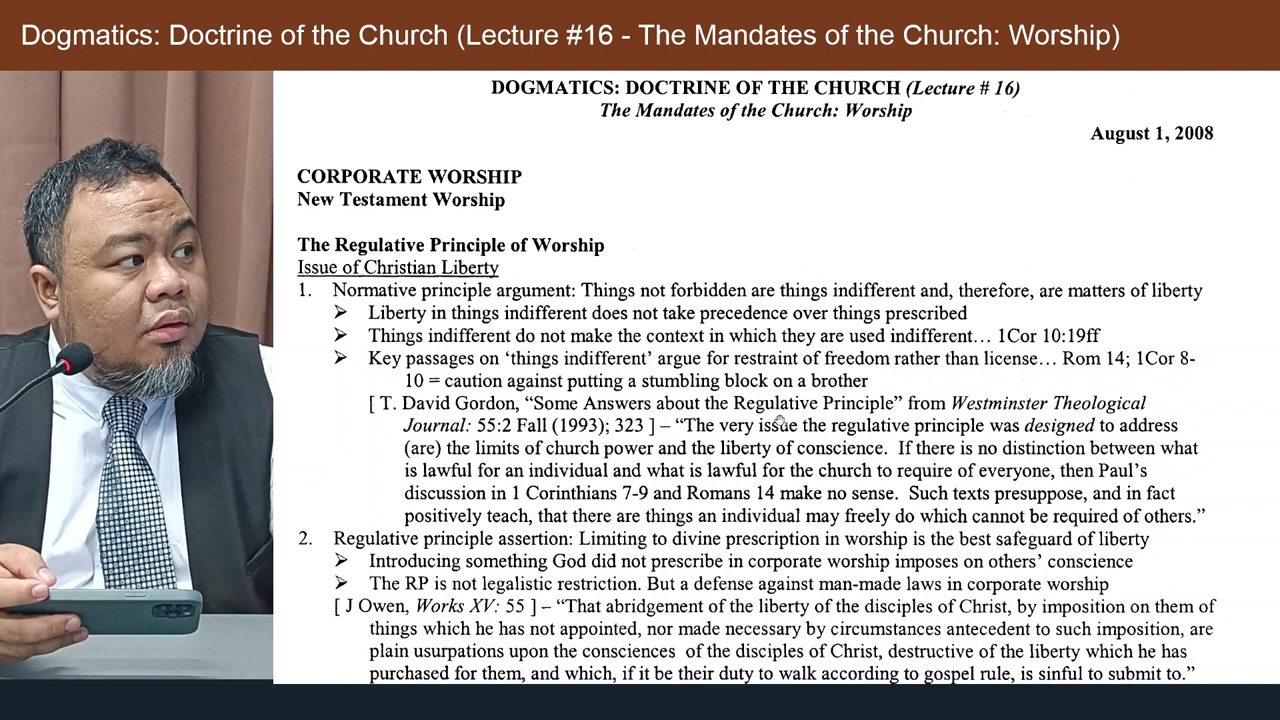 Dogmatics: Doctrine of the Church (Lecture #16 - The Mandates of the Church: Worship)
DOGMATICS: DOCTRINE OF THE CHURCH (Lecture # 16)
The Mandates of the Church: Worship
August 1, 2008
CORPORATE WORSHIP
New Testament Worship
The Regulative Principle of Worship
Issue of Christian Liberty
1. Normative principle argument: Things not forbidden are things indifferent and, therefore, are matters of liberty
➢ Liberty in things indifferent does not take precedence over things prescribed
➢ Things indifferent do not make the context in which they are used indifferent… 1Cor 10:19ff
➢ Key passages on ‘things indifferent’ argue for restraint of freedom rather than license… Rom 14; 1Cor 8-
10 = caution against putting a stumbling block on a brother
[ T. David Gordon, “Some Answers about the Regulative Principle” from Westminster Theological
Journal: 55:2 Fall (1993); 323 ] – “The very issue the regulative principle was designed to address
(are) the limits of church power and the liberty of conscience. If there is no distinction between what
is lawful for an individual and what is lawful for the church to require of everyone, then Paul’s
discussion in 1 Corinthians 7-9 and Romans 14 make no sense. Such texts presuppose, and in fact
positively teach, that there are things an individual may freely do which cannot be required of others.”
2. Regulative principle assertion: Limiting to divine prescription in worship is the best safeguard of liberty
➢ Introducing something God did not prescribe in corporate worship imposes on others’ conscience
➢ The RP is not legalistic restriction. But a defense against man-made laws in corporate worship
[ J Owen, Works XV: 55 ] – “That abridgement of the liberty of the disciples of Christ, by imposition on them of
things which he has not appointed, nor made necessary by circumstances antecedent to such imposition, are
plain usurpations upon the consciences of the disciples of Christ, destructive of the liberty which he has
purchased for them, and which, if it be their duty to walk according to gospel rule, is sinful to submit to.”